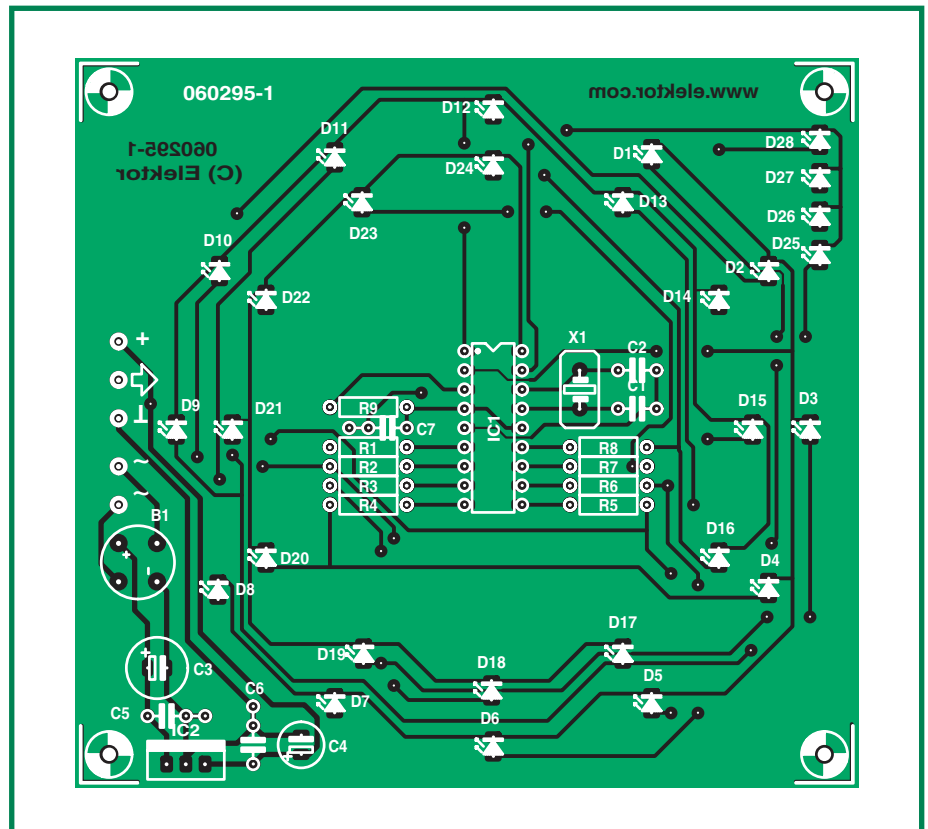 060295-1
www.elektor.com
D12
D11
D28
060295-1
D1
(C) Elektor
D24
D27
D13
D23
D26
D10
D25
D2
D22
D14
+
X1
C2
C1
R9
D9
D21
D15
D3
C7
IC1
⊥
R1
R8
~
R2
R7
R3
R6
~
R4
R5
B1
+
-
D16
D20
D4
D8
D17
D19
D18
+
C3
C6
D7
D5
C5
IC2
D6
C4
+